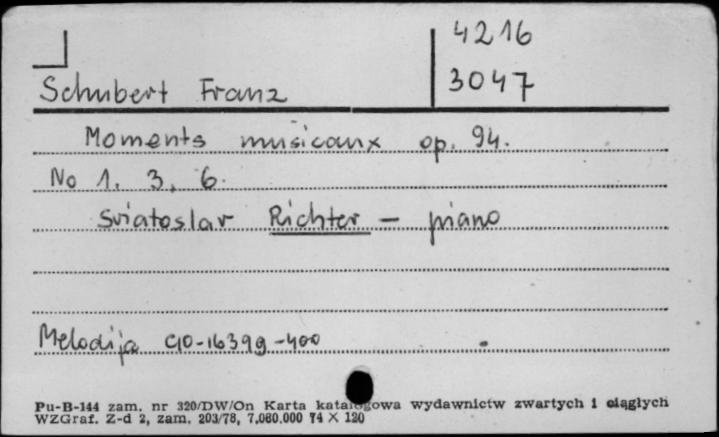 4216
Schubert Franz 3047
Moments musicaux op. 94.
No 1. 3, 6.
Sviatoslav Richter – piano
Melodija C10-16399-400
Pu-B-144 zam. nr 320/DW/On Karta katalogowa wydawnictw zwartych i ciągłych
WZGraf. Z-d 2, zam. 203/78, 7.080.000 74 X 120